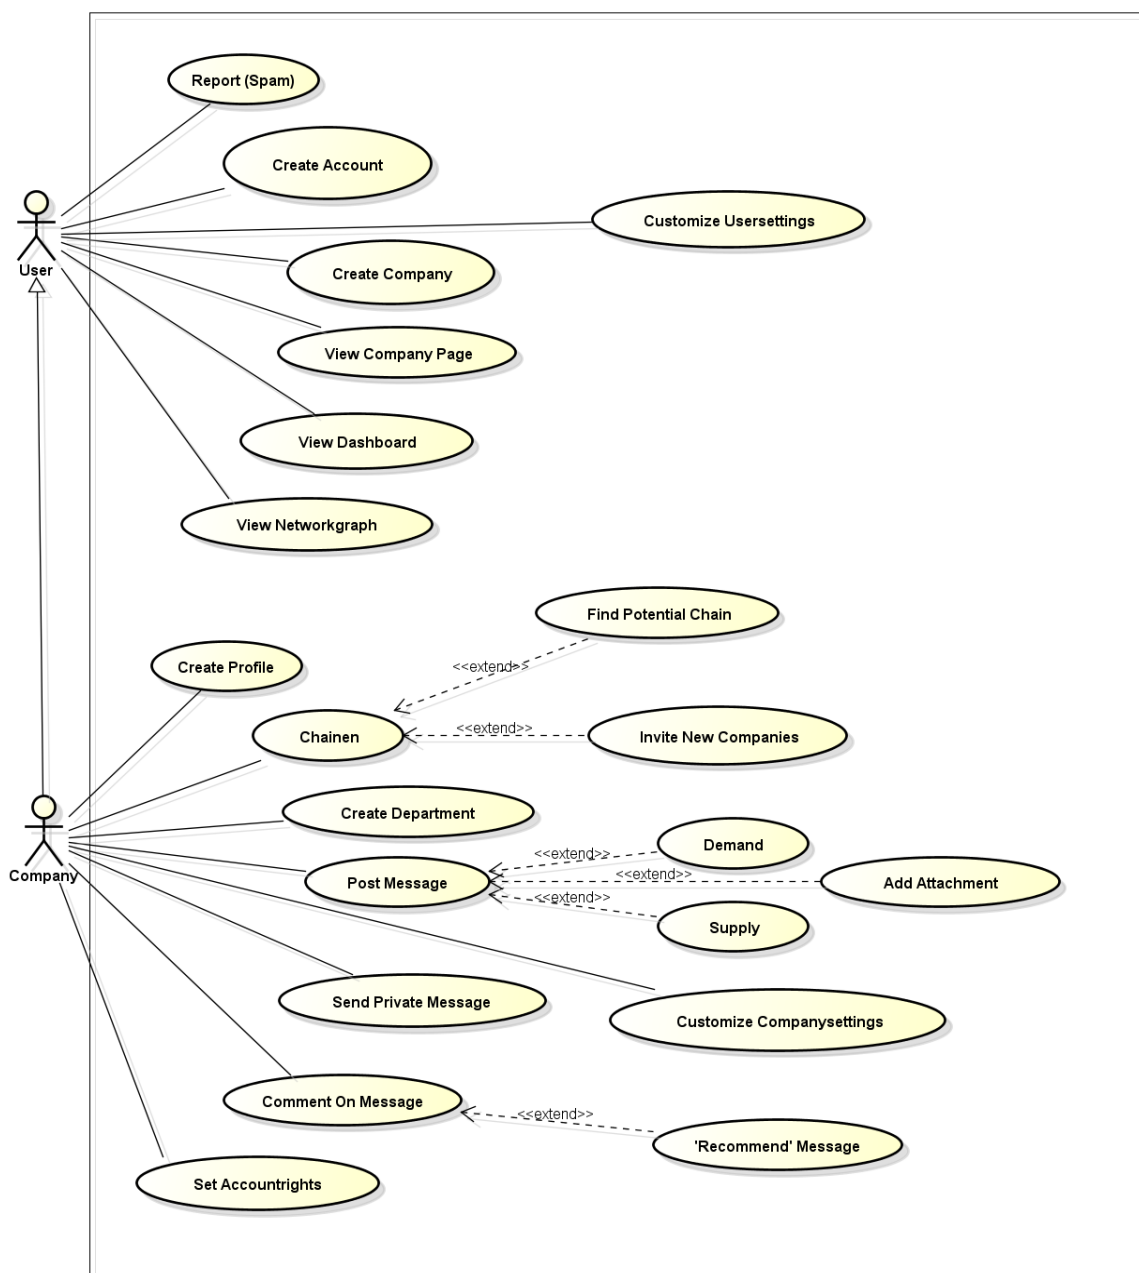 Report (Spam)
Create Account
Customize Usersettings
User
Create Company
View Company Page
View Dashboard
View Networkgraph
Find Potential Chain
Create Profile
<<extend>>
Chainen
<<extend>>
Invite New Companies
Create Department
Demand
<<extend>>
Company
Post Message
<<extend>>
Add Attachment
<<extend>>
Supply
Send Private Message
Customize Companysettings
Comment On Message
<<extend>>
'Recommend' Message
Set Accountrights